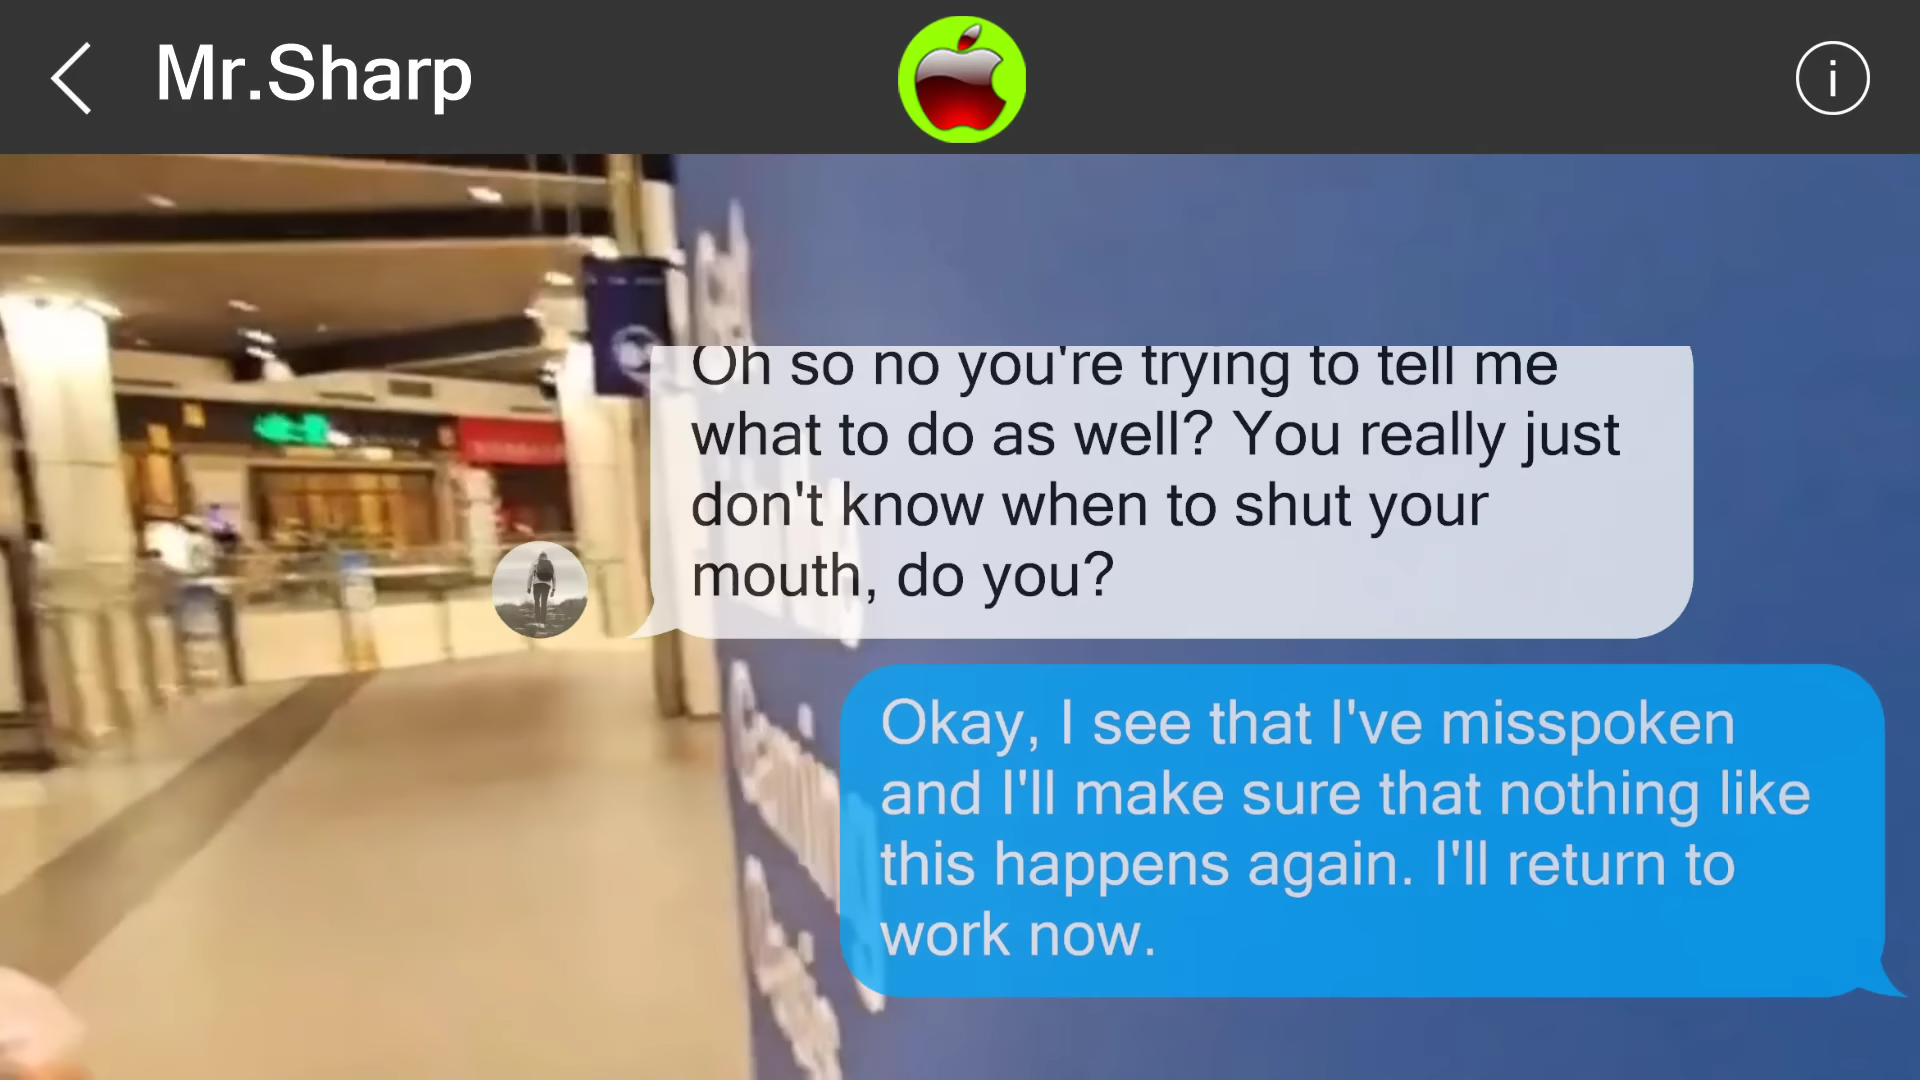 Mr.Sharp
i
Oh so no you're trying to tell me
what to do as well? You really just
don't know when to shut your
mouth, do you?
Okay, I see that I've misspoken
and I'll make sure that nothing like
this happens again. I'll return to
work now.